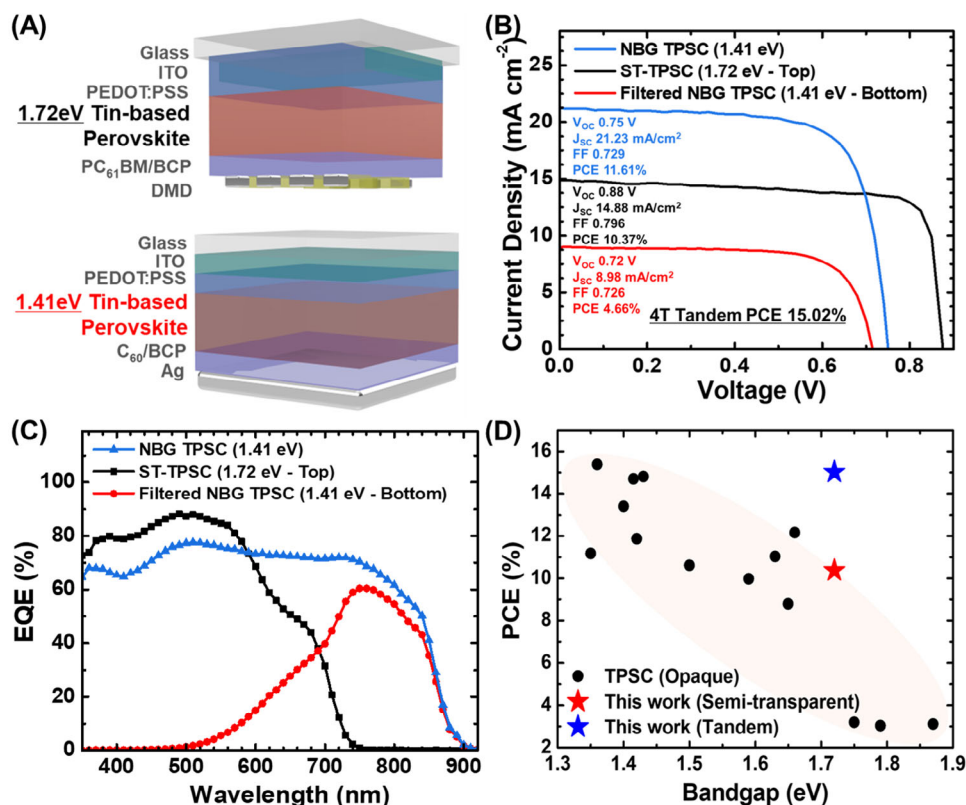 (A)
Glass
ITO
PEDOT:PSS
1.72eV Tin-based
Perovskite
PC61BM/BCP
DMD
Glass
ITO
PEDOT:PSS
1.41eV Tin-based
Perovskite
C60/BCP
Ag
(B)
NBG TPSC (1.41 eV)
ST-TPSC (1.72 eV - Top)
Filtered NBG TPSC (1.41 eV - Bottom)
VOC 0.75 V
JSC 21.23 mA/cm²
FF 0.729
PCE 11.61%
VOC 0.88 V
JSC 14.88 mA/cm²
FF 0.796
PCE 10.37%
VOC 0.72 V
JSC 8.98 mA/cm²
FF 0.726
PCE 4.66%
4T Tandem PCE 15.02%
Current Density (mA cm⁻²)
25
20
15
10
5
0
0.0 0.2 0.4 0.6 0.8
Voltage (V)
(C)
NBG TPSC (1.41 eV)
ST-TPSC (1.72 eV - Top)
Filtered NBG TPSC (1.41 eV - Bottom)
EQE (%)
100
80
60
40
20
0
400 500 600 700 800 900
Wavelength (nm)
(D)
PCE (%)
16
14
12
10
8
6
4
2
TPSC (Opaque)
This work (Semi-transparent)
This work (Tandem)
1.3 1.4 1.5 1.6 1.7 1.8 1.9
Bandgap (eV)